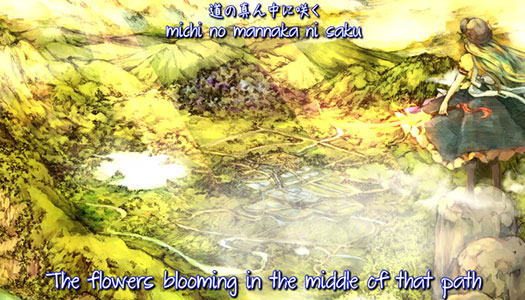 道の真ん中に咲く
michi no mannaka ni saku
The flowers blooming in the middle of that path